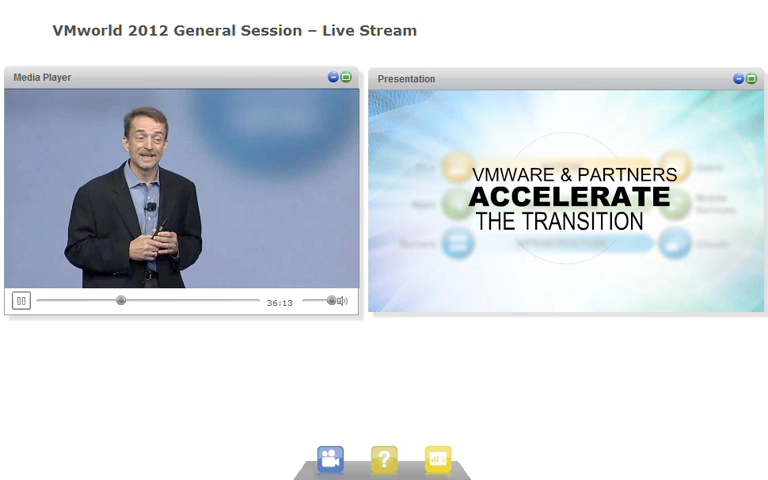 VMworld 2012 General Session – Live Stream
Media Player
Presentation
VMWARE & PARTNERS
ACCELERATE
THE TRANSITION
36:13
?